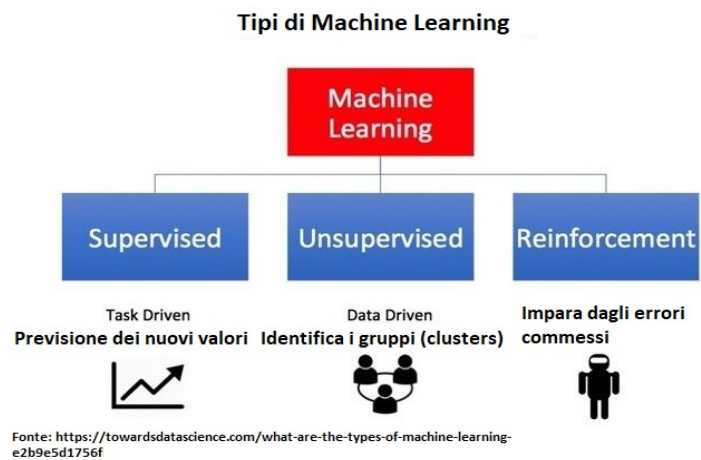 Tipi di Machine Learning
Machine
Learning
Supervised
Unsupervised
Reinforcement
Task Driven
Previsione dei nuovi valori
Data Driven
Identifica i gruppi (clusters)
Impara dagli errori
commessi
Fonte: https://towardsdatascience.com/what-are-the-types-of-machine-learning-
e2b9e5d1756f